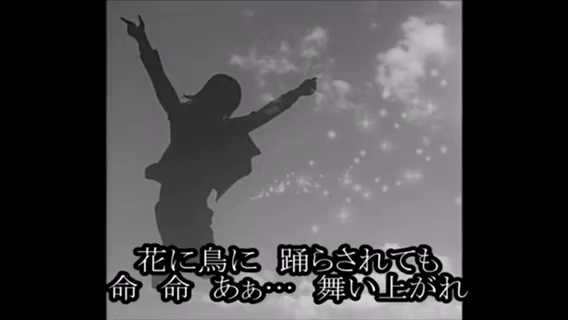 花に鳥に　踊らされても
命　命　あぁ…　舞い上がれ